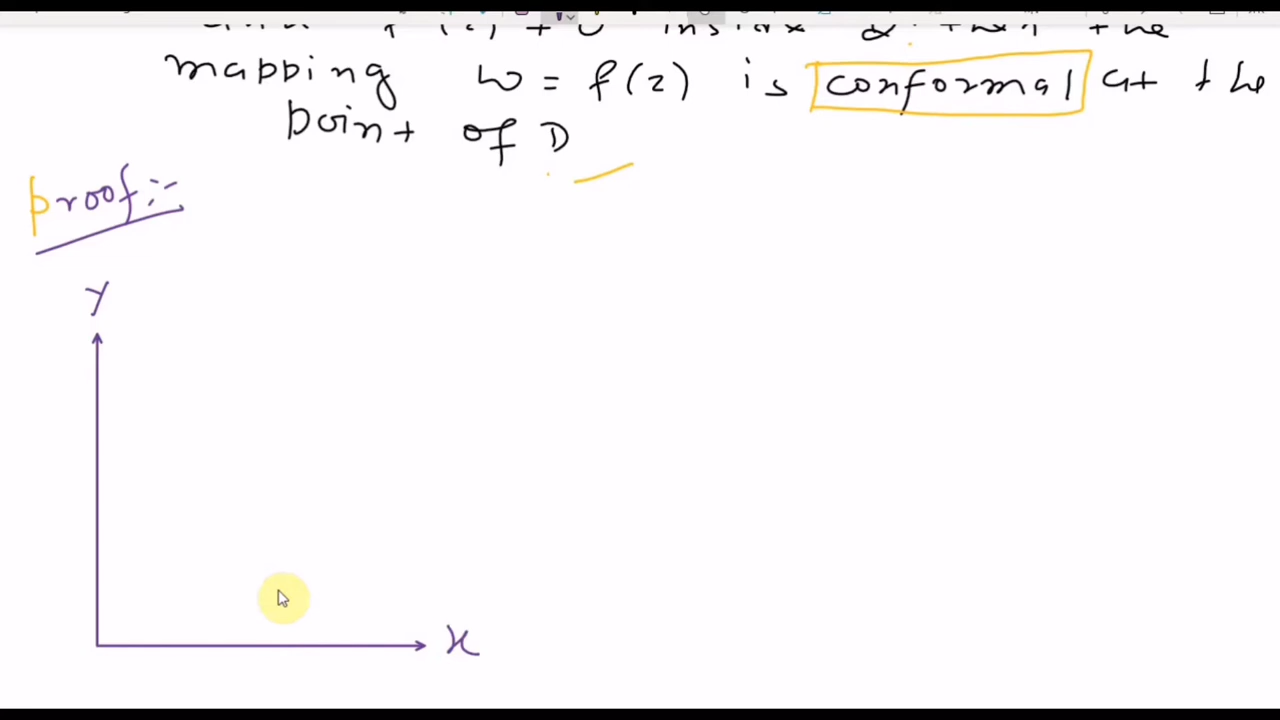 mapping w = f(z) is conformal at the
point of D
proof :-
Y
x